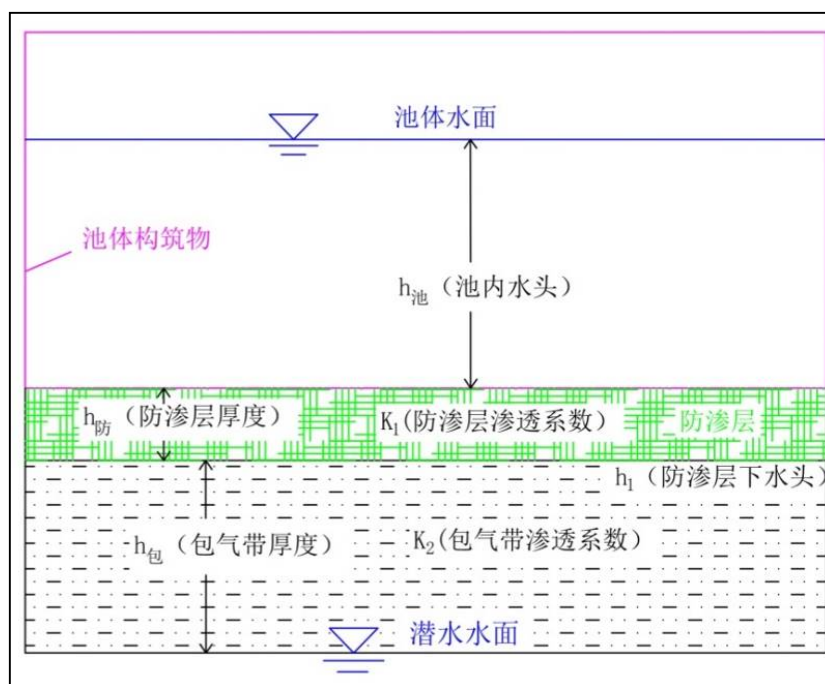 池体水面
池体构筑物
h池（池内水头）
h防（防渗层厚度）
K1(防渗层渗透系数)
防渗层
h1（防渗层下水头）
h包（包气带厚度）
K2(包气带渗透系数)
潜水水面